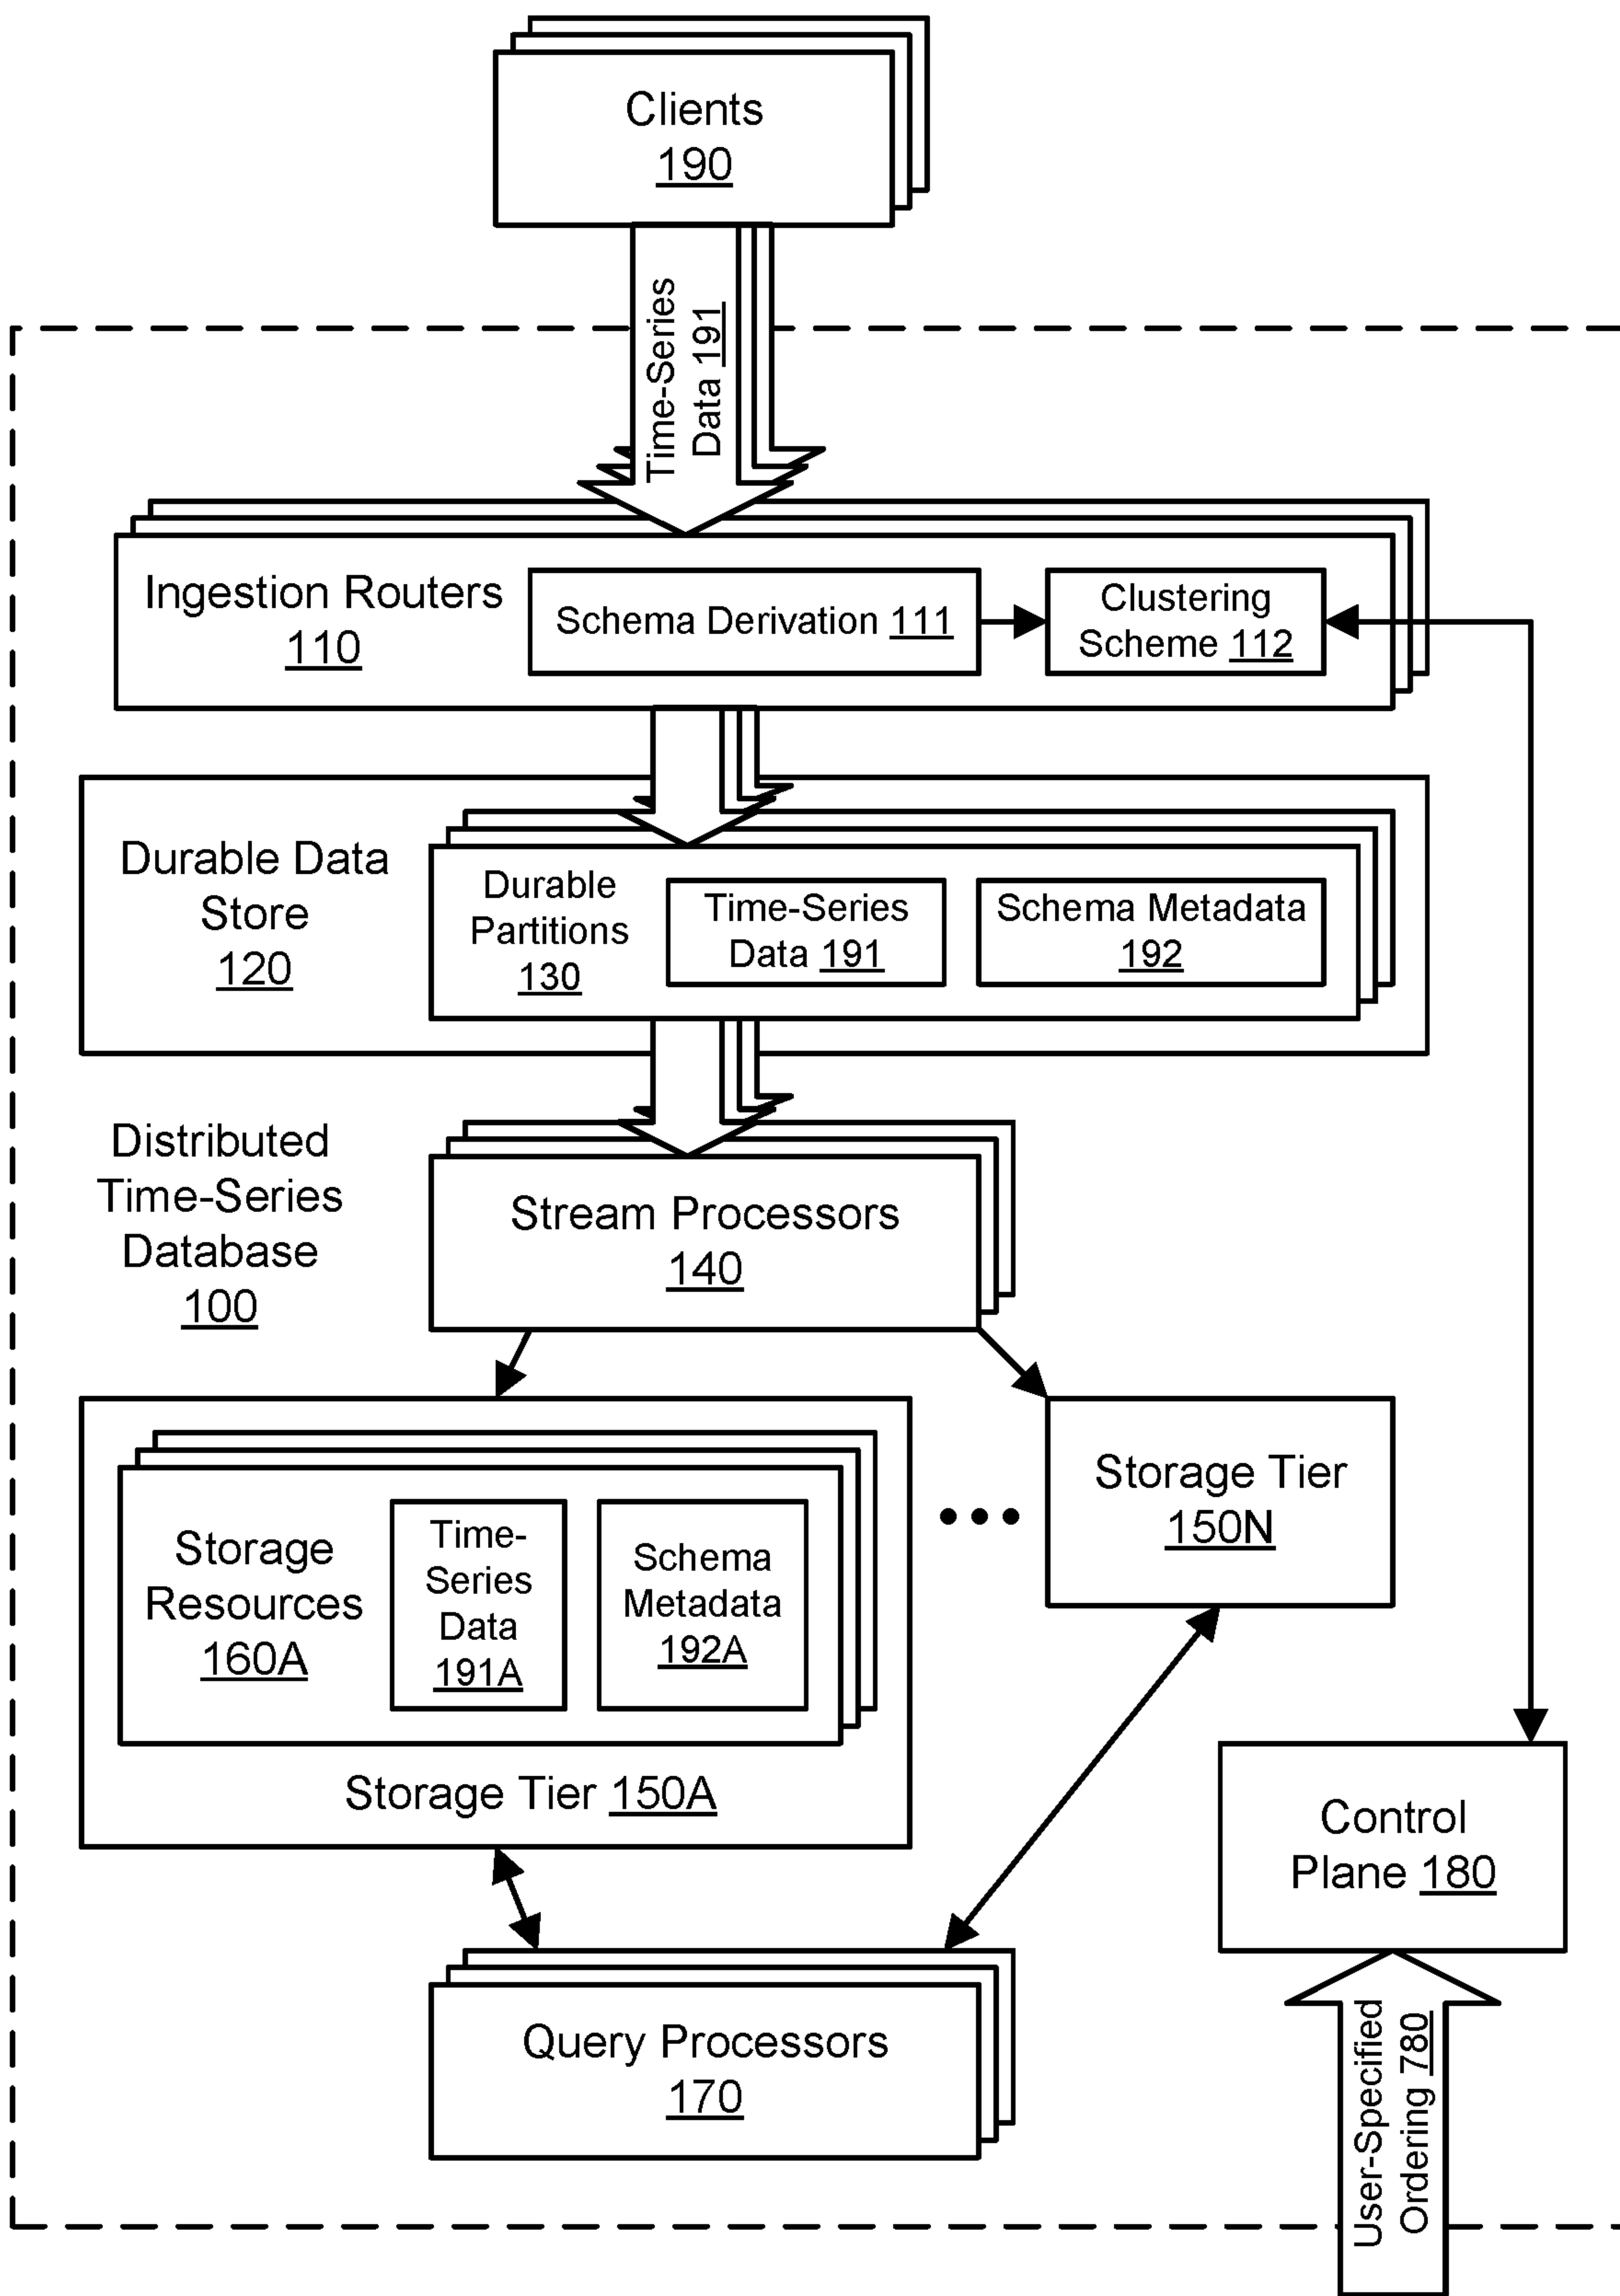 Clients
190
Time-Series
Data 191
Ingestion Routers
110
Schema Derivation 111
Clustering
Scheme 112
Durable Data
Store
120
Durable
Partitions
130
Time-Series
Data 191
Schema Metadata
192
Distributed
Time-Series
Database
100
Stream Processors
140
Storage
Resources
160A
Time-
Series
Data
191A
Schema
Metadata
192A
Storage Tier 150A
Storage Tier
150N
Control
Plane 180
Query Processors
170
User-Specified
Ordering 780